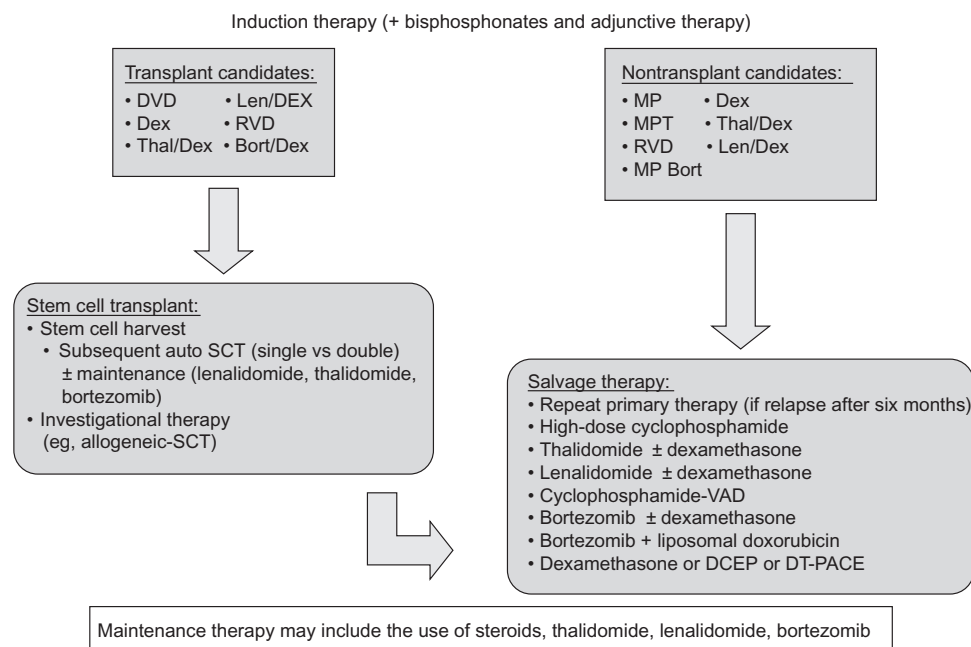 Induction therapy (+ bisphosphonates and adjunctive therapy)
Transplant candidates:
• DVD • Len/DEX
• Dex • RVD
• Thal/Dex • Bort/Dex
Nontransplant candidates:
• MP • Dex
• MPT • Thal/Dex
• RVD • Len/Dex
• MP Bort
Stem cell transplant:
• Stem cell harvest
• Subsequent auto SCT (single vs double)
± maintenance (lenalidomide, thalidomide,
bortezomib)
• Investigational therapy
(eg, allogeneic-SCT)
Salvage therapy:
• Repeat primary therapy (if relapse after six months)
• High-dose cyclophosphamide
• Thalidomide ± dexamethasone
• Lenalidomide ± dexamethasone
• Cyclophosphamide-VAD
• Bortezomib ± dexamethasone
• Bortezomib + liposomal doxorubicin
• Dexamethasone or DCEP or DT-PACE
Maintenance therapy may include the use of steroids, thalidomide, lenalidomide, bortezomib